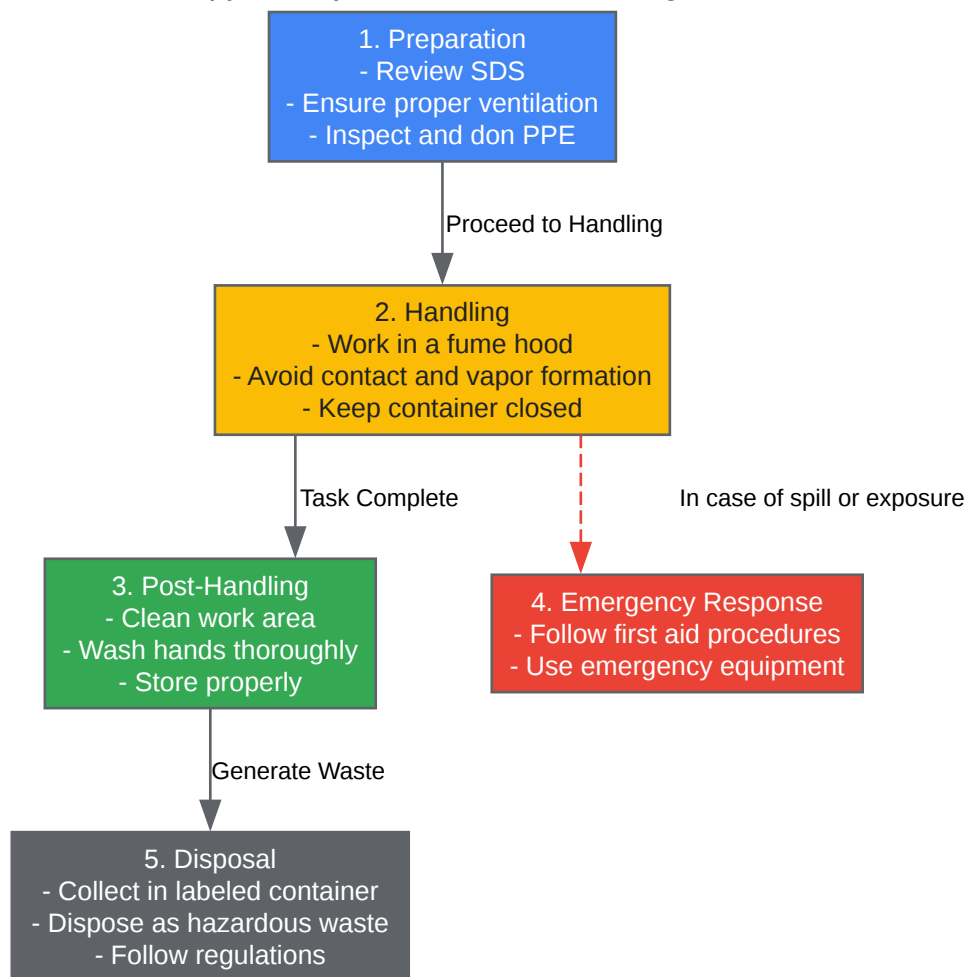 1. Preparation
- Review SDS
- Ensure proper ventilation
- Inspect and don PPE
Proceed to Handling
2. Handling
- Work in a fume hood
- Avoid contact and vapor formation
- Keep container closed
Task Complete
In case of spill or exposure
3. Post-Handling
- Clean work area
- Wash hands thoroughly
- Store properly
4. Emergency Response
- Follow first aid procedures
- Use emergency equipment
Generate Waste
5. Disposal
- Collect in labeled container
- Dispose as hazardous waste
- Follow regulations